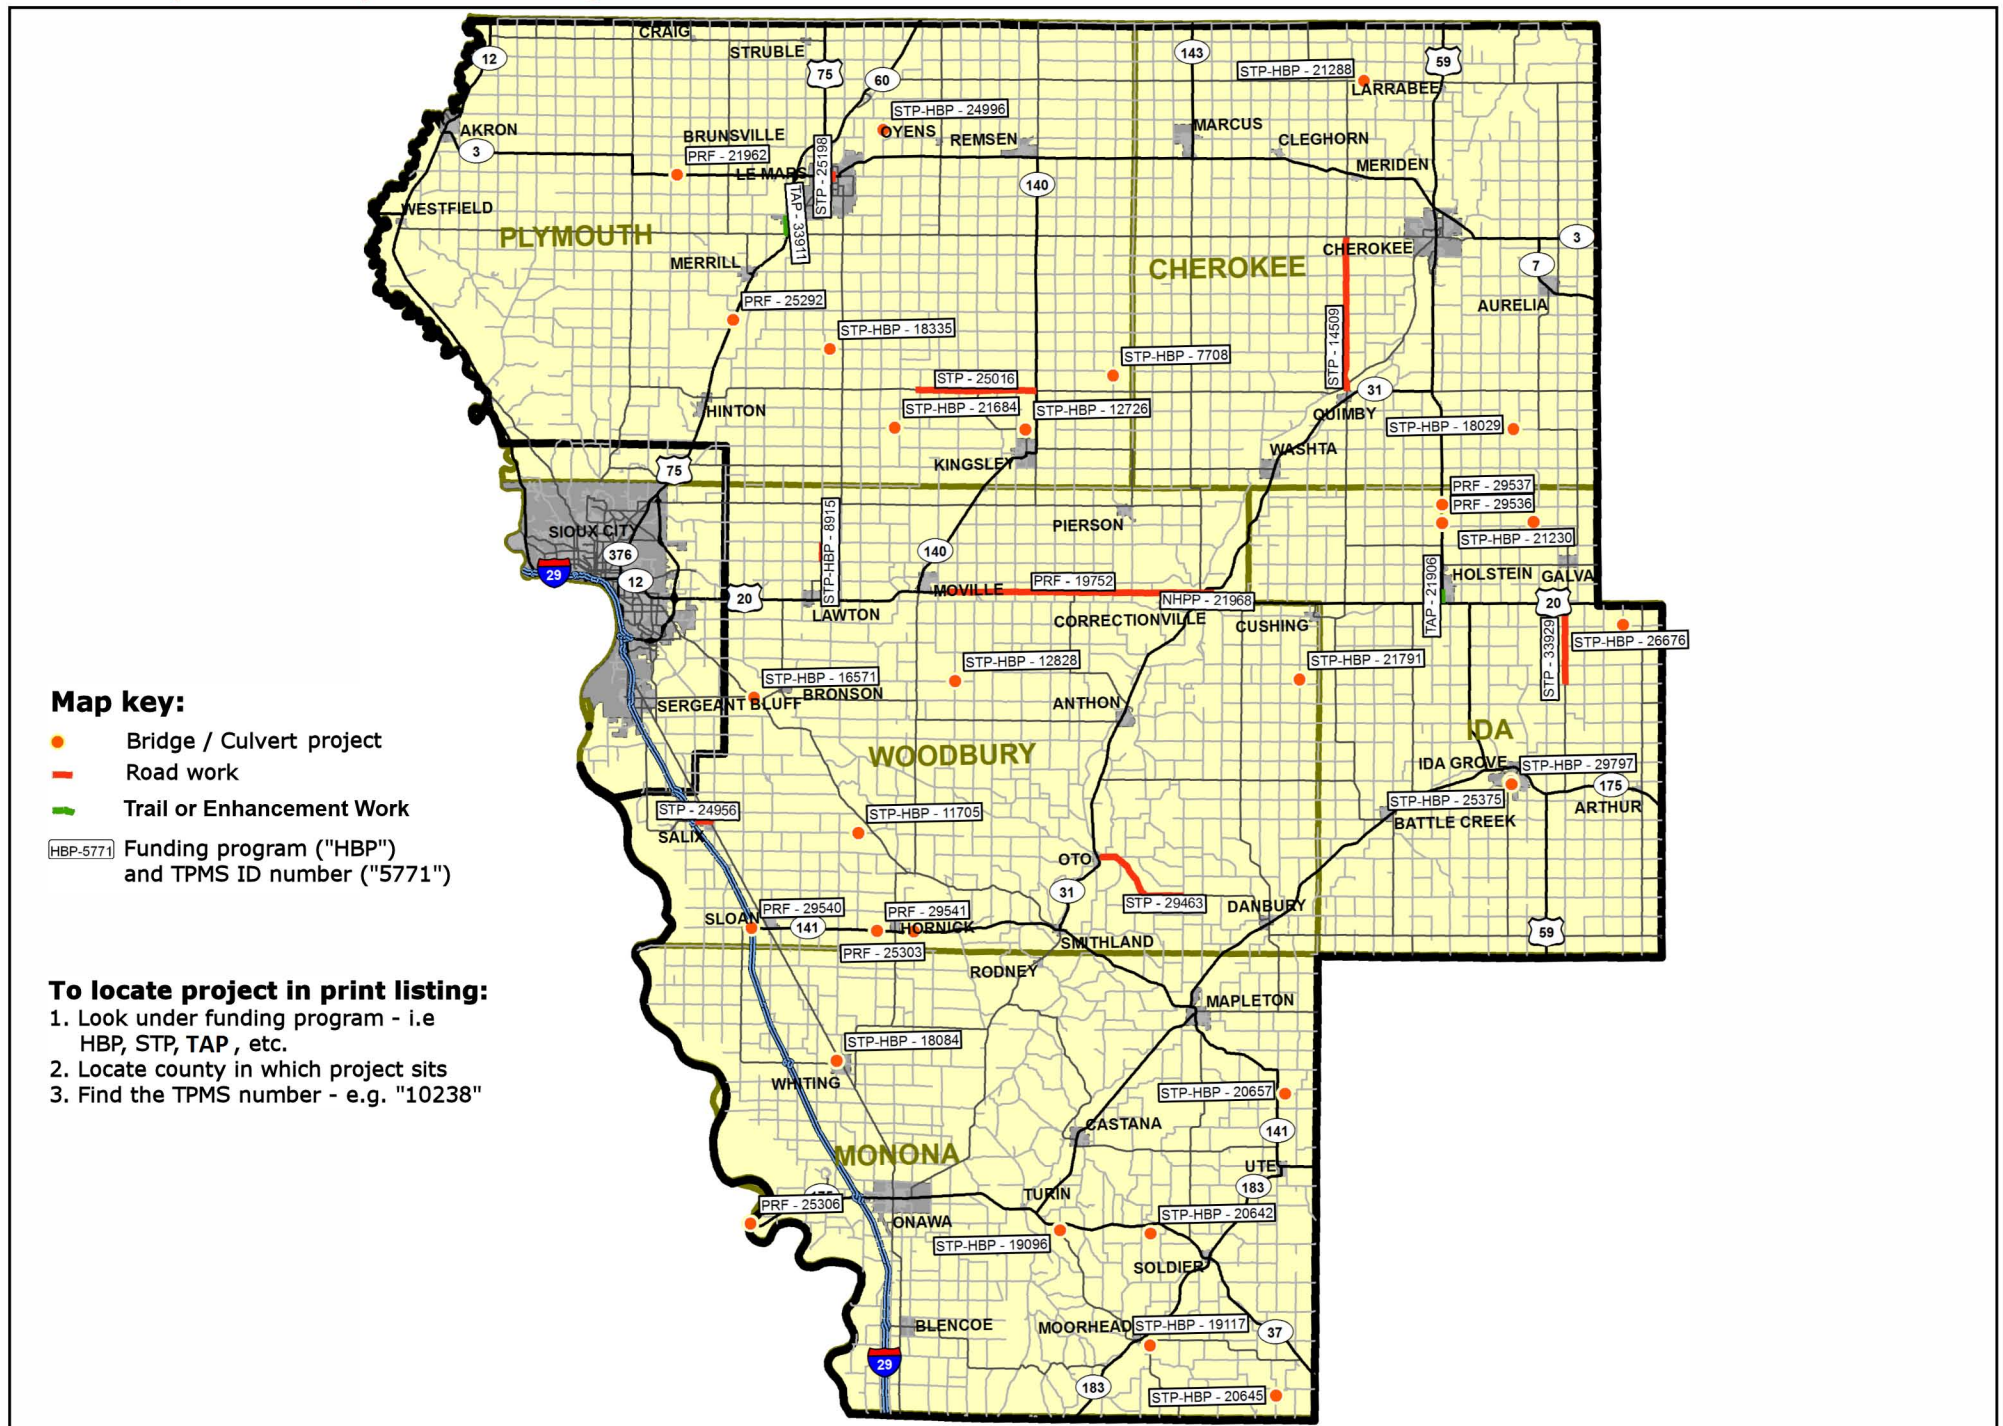 CRAIG
STRUBLE
12
75
60
143
59
STP-HBP - 21288
LARRABEE
STP-HBP - 24996
AKRON
BRUNSVILLE
OYENS
REMSEN
MARCUS
CLEGHORN
3
PRF - 21962
STP - 25198
MERIDEN
LE MARS
140
TAP - 33911
WESTFIELD
PLYMOUTH
CHEROKEE
CHEROKEE
3
MERRILL
7
PRF - 25292
AURELIA
STP-HBP - 18335
STP - 14509
STP-HBP - 7708
STP - 25016
31
HINTON
STP-HBP - 21684
STP-HBP - 12726
QUIMBY
STP-HBP - 18029
WASHTA
KINGSLEY
75
PRF - 29537
PRF - 29536
SIOUX CITY
STP-HBP - 8915
PIERSON
STP-HBP - 21230
376
140
29
12
MOVILLE
PRF - 19752
TAP - 21906
HOLSTEIN
GALVA
20
NHPP - 21968
20
LAWTON
CORRECTIONVILLE
CUSHING
STP - 33929
STP-HBP - 26676
STP-HBP - 12828
STP-HBP - 21791
STP-HBP - 16571
BRONSON
SERGEANT BLUFF
ANTHON
WOODBURY
IDA
IDA GROVE
STP-HBP - 29797
175
STP-HBP - 25375
ARTHUR
BATTLE CREEK
STP - 24956
STP-HBP - 11705
SALIX
OTO
31
STP - 29463
DANBURY
PRF - 29540
PRF - 29541
SLOAN
141
HORNICK
59
SMITHLAND
PRF - 25303
RODNEY
MAPLETON
STP-HBP - 18084
WHITING
STP-HBP - 20657
CASTANA
141
MONONA
UTE
183
TURIN
PRF - 25306
ONAWA
STP-HBP - 20642
STP-HBP - 19096
SOLDIER
BLENCOE
MOORHEAD
STP-HBP - 19117
37
29
183
STP-HBP - 20645
Map key:
Bridge / Culvert project
Road work
Trail or Enhancement Work
HBP-5771 Funding program ("HBP")
and TPMS ID number ("5771")
To locate project in print listing:
1. Look under funding program - i.e
HBP, STP, TAP , etc.
2. Locate county in which project sits
3. Find the TPMS number - e.g. "10238"